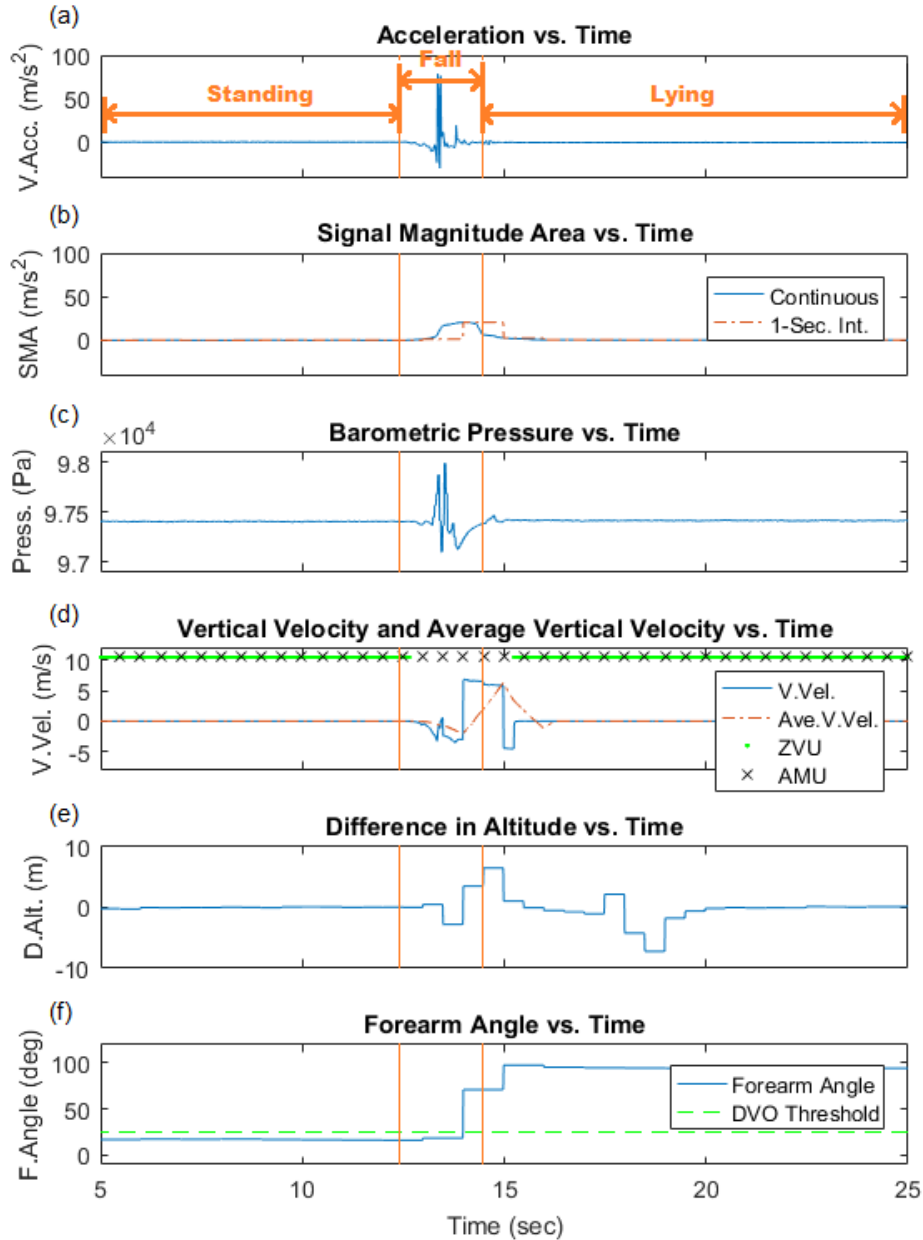 (a)
Acceleration vs. Time
V.Acc. (m/s²)
100
50
0
Standing
Fall
Lying
(b)
Signal Magnitude Area vs. Time
SMA (m/s²)
100
50
0
Continuous
1-Sec. Int.
(c)
Barometric Pressure vs. Time
×10⁴
Press. (Pa)
9.8
9.75
9.7
(d)
Vertical Velocity and Average Vertical Velocity vs. Time
V.Vel. (m/s)
10
5
0
-5
V.Vel.
Ave.V.Vel.
ZVU
AMU
(e)
Difference in Altitude vs. Time
D.Alt. (m)
10
0
-10
(f)
Forearm Angle vs. Time
F.Angle (deg)
100
50
0
Forearm Angle
DVO Threshold
5 10 15 20 25
Time (sec)